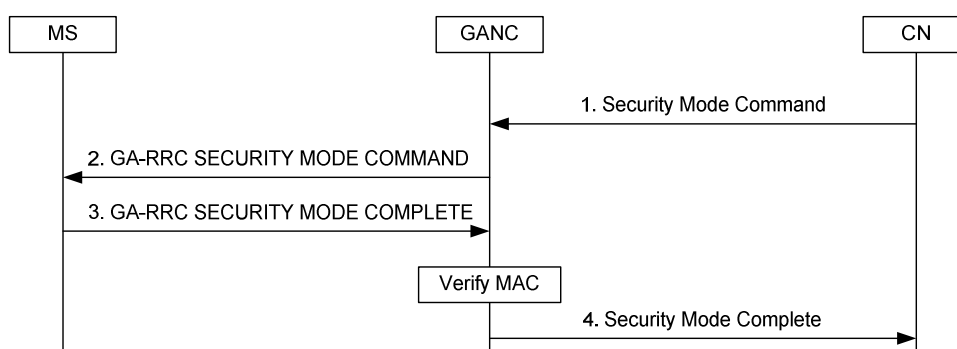 MS
GANC
CN
1. Security Mode Command
2. GA-RRC SECURITY MODE COMMAND
3. GA-RRC SECURITY MODE COMPLETE
Verify MAC
4. Security Mode Complete